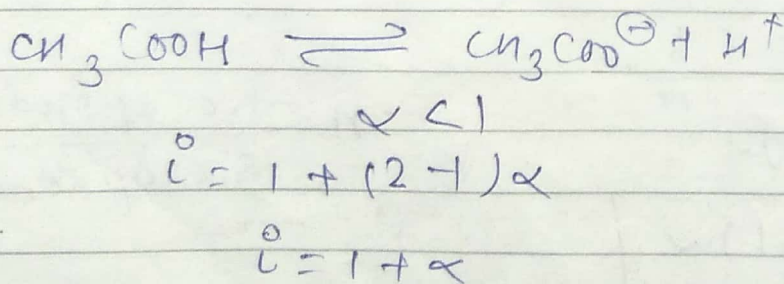 CH₃COOH ⇌ CH₃COO⊖ + H⁺
α < 1
i = 1 + (2 - 1)α
i = 1 + α